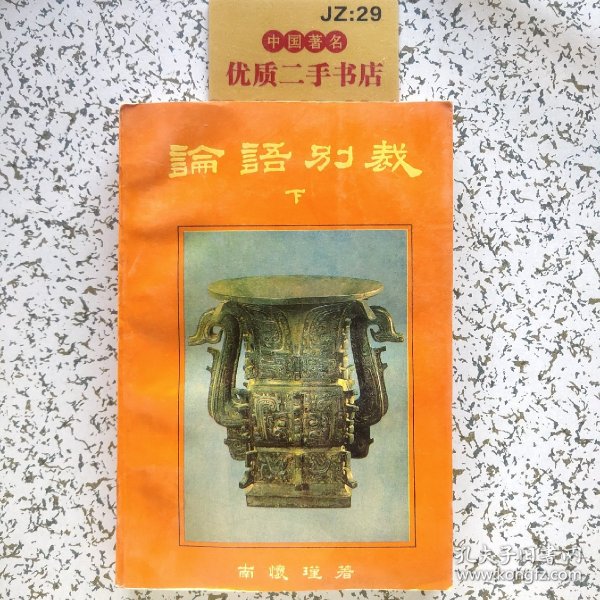 JZ:29
中国著名
优质二手书店
論語別裁
下
南懷瑾著
孔夫子旧书网
www.kongfz.com